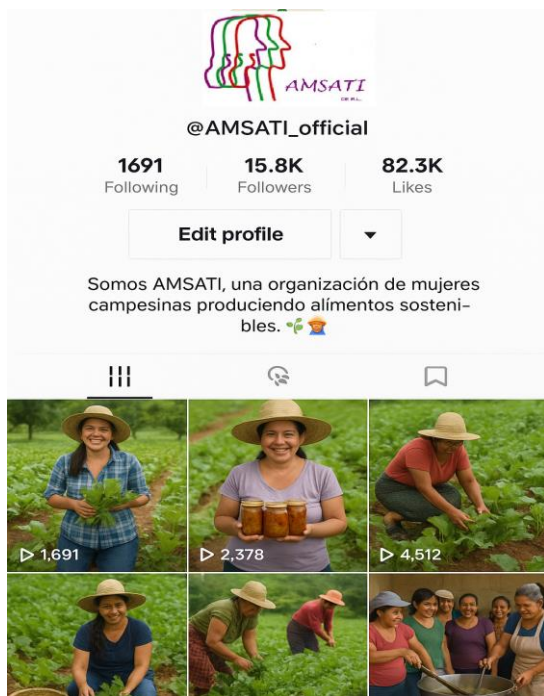 AMSATI
@AMSATI_official
1691
Following
15.8K
Followers
82.3K
Likes
Edit profile
Somos AMSATI, una organización de mujeres
campesinas produciendo alímentos sosteni-
bles.
1,691
2,378
4,512